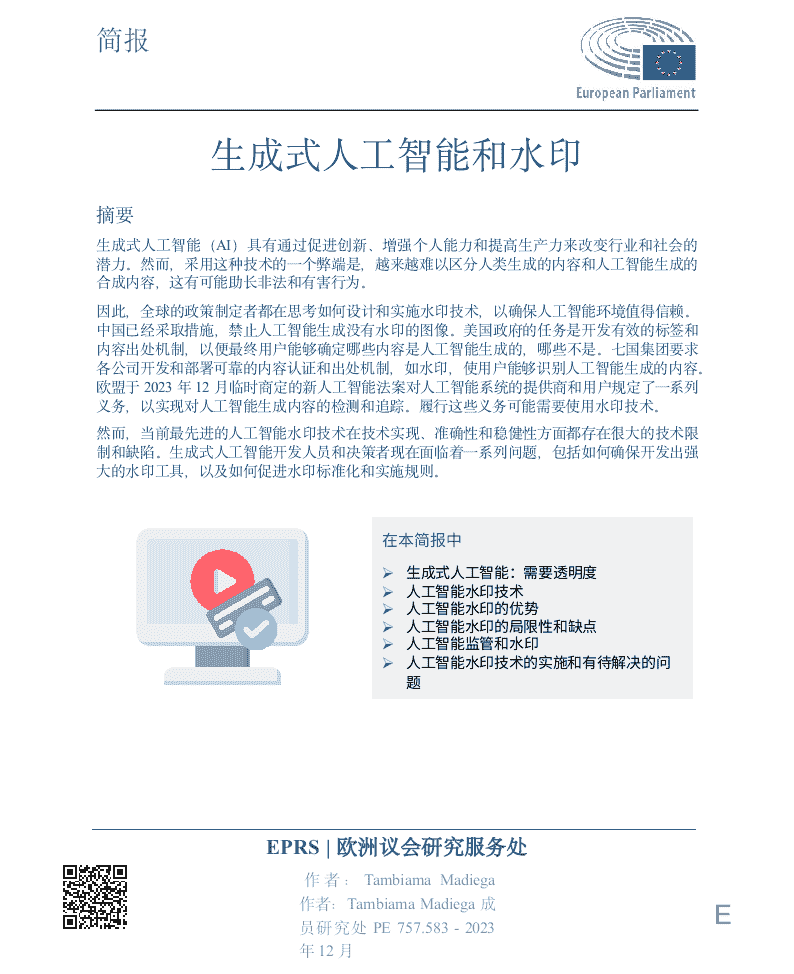 简报
European Parliament
生成式人工智能和水印
摘要
生成式人工智能（AI）具有通过促进创新、增强个人能力和提高生产力来改变行业和社会的
潜力。然而，采用这种技术的一个弊端是，越来越难以区分人类生成的内容和人工智能生成的
合成内容，这有可能助长非法和有害行为。
因此，全球的政策制定者都在思考如何设计和实施水印技术，以确保人工智能环境值得信赖。
中国已经采取措施，禁止人工智能生成没有水印的图像。美国政府的任务是开发有效的标签和
内容出处机制，以便最终用户能够确定哪些内容是人工智能生成的，哪些不是。七国集团要求
各公司开发和部署可靠的内容认证和出处机制，如水印，使用户能够识别人工智能生成的内容。
欧盟于 2023 年 12 月临时商定的新人工智能法案对人工智能系统的提供商和用户规定了一系列
义务，以实现对人工智能生成内容的检测和追踪。履行这些义务可能需要使用水印技术。
然而，当前最先进的人工智能水印技术在技术实现、准确性和稳健性方面都存在很大的技术限
制和缺陷。生成式人工智能开发人员和决策者现在面临着一系列问题，包括如何确保开发出强
大的水印工具，以及如何促进水印标准化和实施规则。
在本简报中
➢ 生成式人工智能：需要透明度
➢ 人工智能水印技术
➢ 人工智能水印的优势
➢ 人工智能水印的局限性和缺点
➢ 人工智能监管和水印
➢ 人工智能水印技术的实施和有待解决的问
题
EPRS | 欧洲议会研究服务处
作者：Tambiama Madiega
作者：Tambiama Madiega 成
员研究处 PE 757.583 - 2023
年 12 月
E